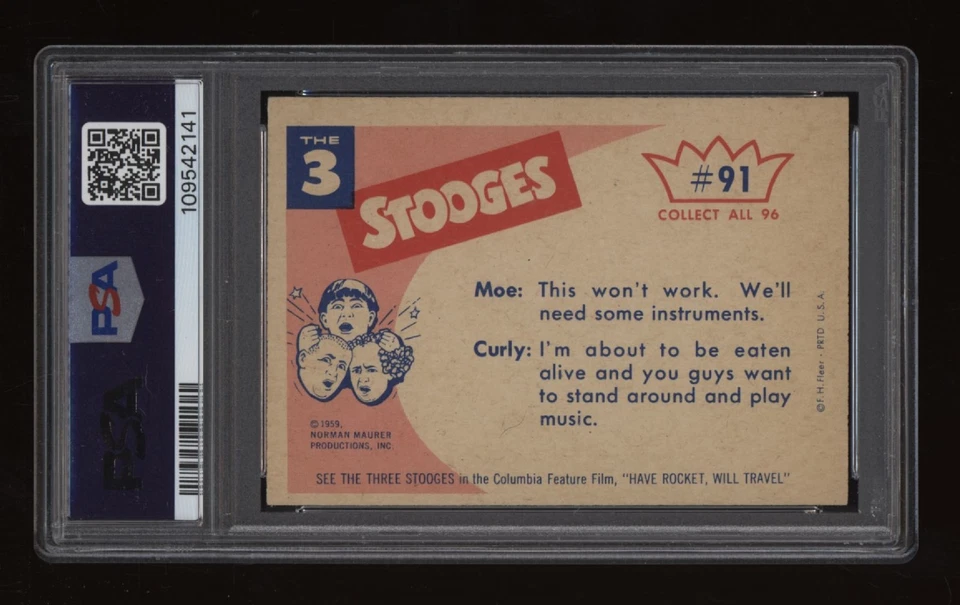 109542141
PSA
PSA
THE
3
STOOGES
#91
COLLECT ALL 96
Moe: This won't work. We'll
need some instruments.
Curly: I'm about to be eaten
alive and you guys want
to stand around and play
music.
©F. H. Fleer · PRTD U.S.A.
© 1959,
NORMAN MAURER
PRODUCTIONS, INC.
SEE THE THREE STOOGES in the Columbia Feature Film, "HAVE ROCKET, WILL TRAVEL"